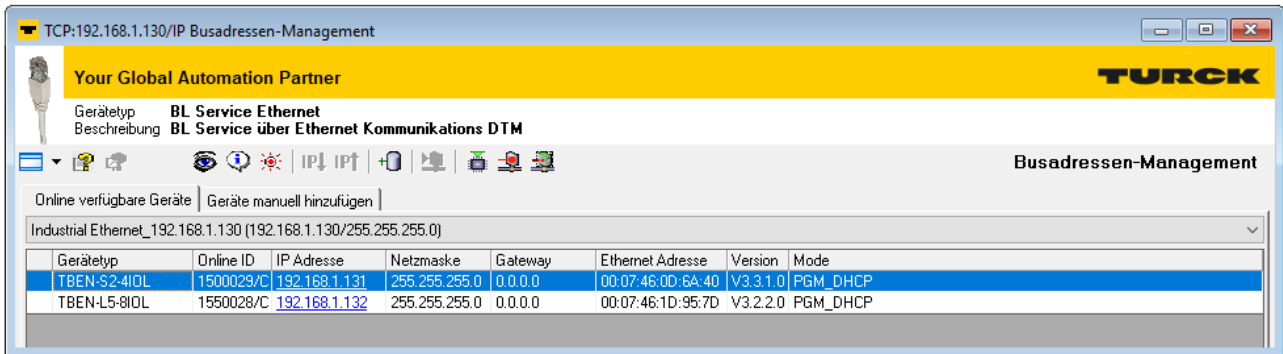 TCP:192.168.1.130/IP Busadressen-Management
Your Global Automation Partner
TURCK
Gerätetyp BL Service Ethernet
Beschreibung BL Service über Ethernet Kommunikations DTM
IP IP
Busadressen-Management
Online verfügbare Geräte Geräte manuell hinzufügen
Industrial Ethernet_192.168.1.130 (192.168.1.130/255.255.255.0)
Gerätetyp Online ID IP Adresse Netzmaske Gateway Ethernet Adresse Version Mode
TBEN-S2-4IOL 1500029/C 192.168.1.131 255.255.255.0 0.0.0.0 00:07:46:0D:6A:40 V3.3.1.0 PGM_DHCP
TBEN-L5-8IOL 1550028/C 192.168.1.132 255.255.255.0 0.0.0.0 00:07:46:1D:95:7D V3.2.2.0 PGM_DHCP